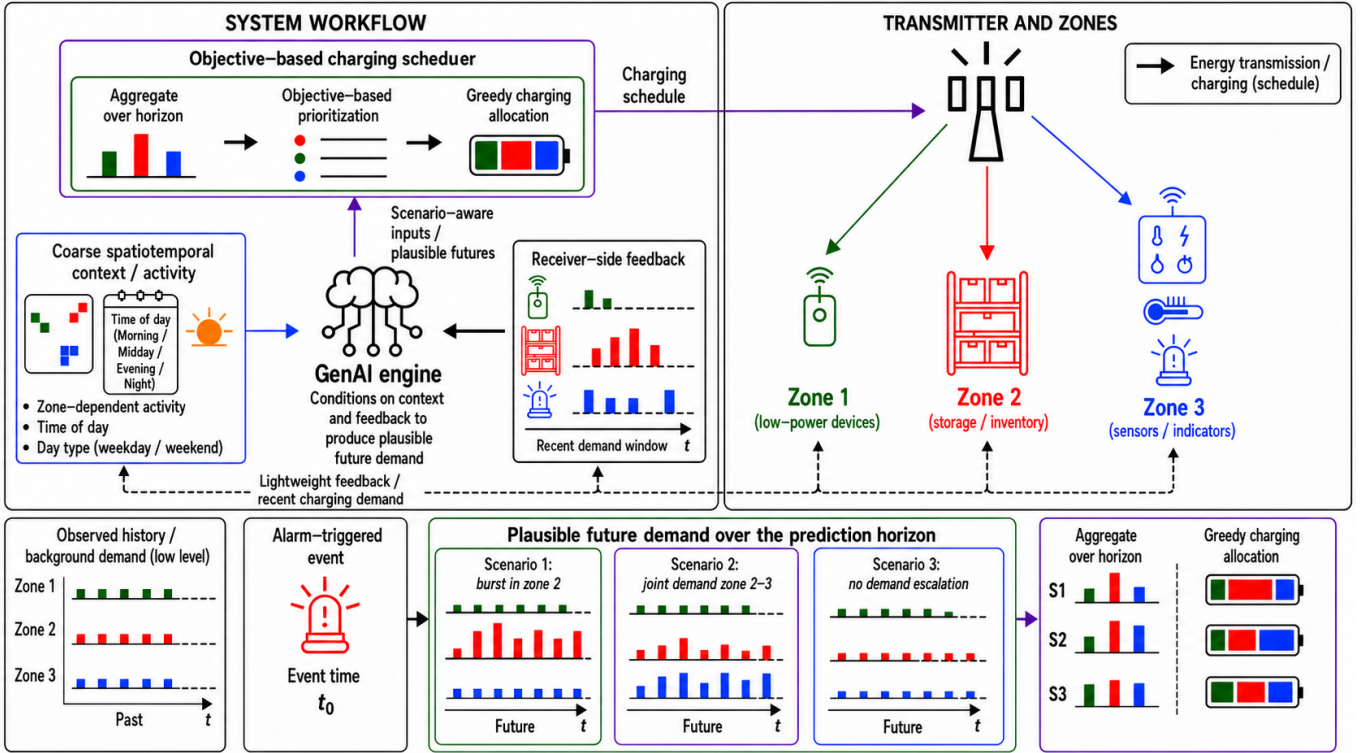 SYSTEM WORKFLOW
Objective-based charging scheduer
Aggregate
over horizon
Objective-based
prioritization
Greedy charging
allocation
Charging
schedule
Scenario-aware
inputs /
plausible futures
Coarse spatiotemporal
context / activity
Time of day
(Morning /
Midday /
Evening /
Night)
• Zone-dependent activity
• Time of day
• Day type (weekday / weekend)
GenAI engine
Conditions on context
and feedback to
produce plausible
future demand
Receiver-side feedback
Recent demand window t
Lightweight feedback /
recent charging demand
TRANSMITTER AND ZONES
Energy transmission /
charging (schedule)
Zone 1
(low-power devices)
Zone 2
(storage / inventory)
Zone 3
(sensors / indicators)
Observed history /
background demand (low level)
Zone 1
Zone 2
Zone 3
Past t
Alarm-triggered
event
Event time
t₀
Plausible future demand over the prediction horizon
Scenario 1:
burst in zone 2
Future t
Scenario 2:
joint demand zone 2-3
Future t
Scenario 3:
no demand escalation
Future t
Aggregate
over horizon
Greedy charging
allocation
S1
S2
S3